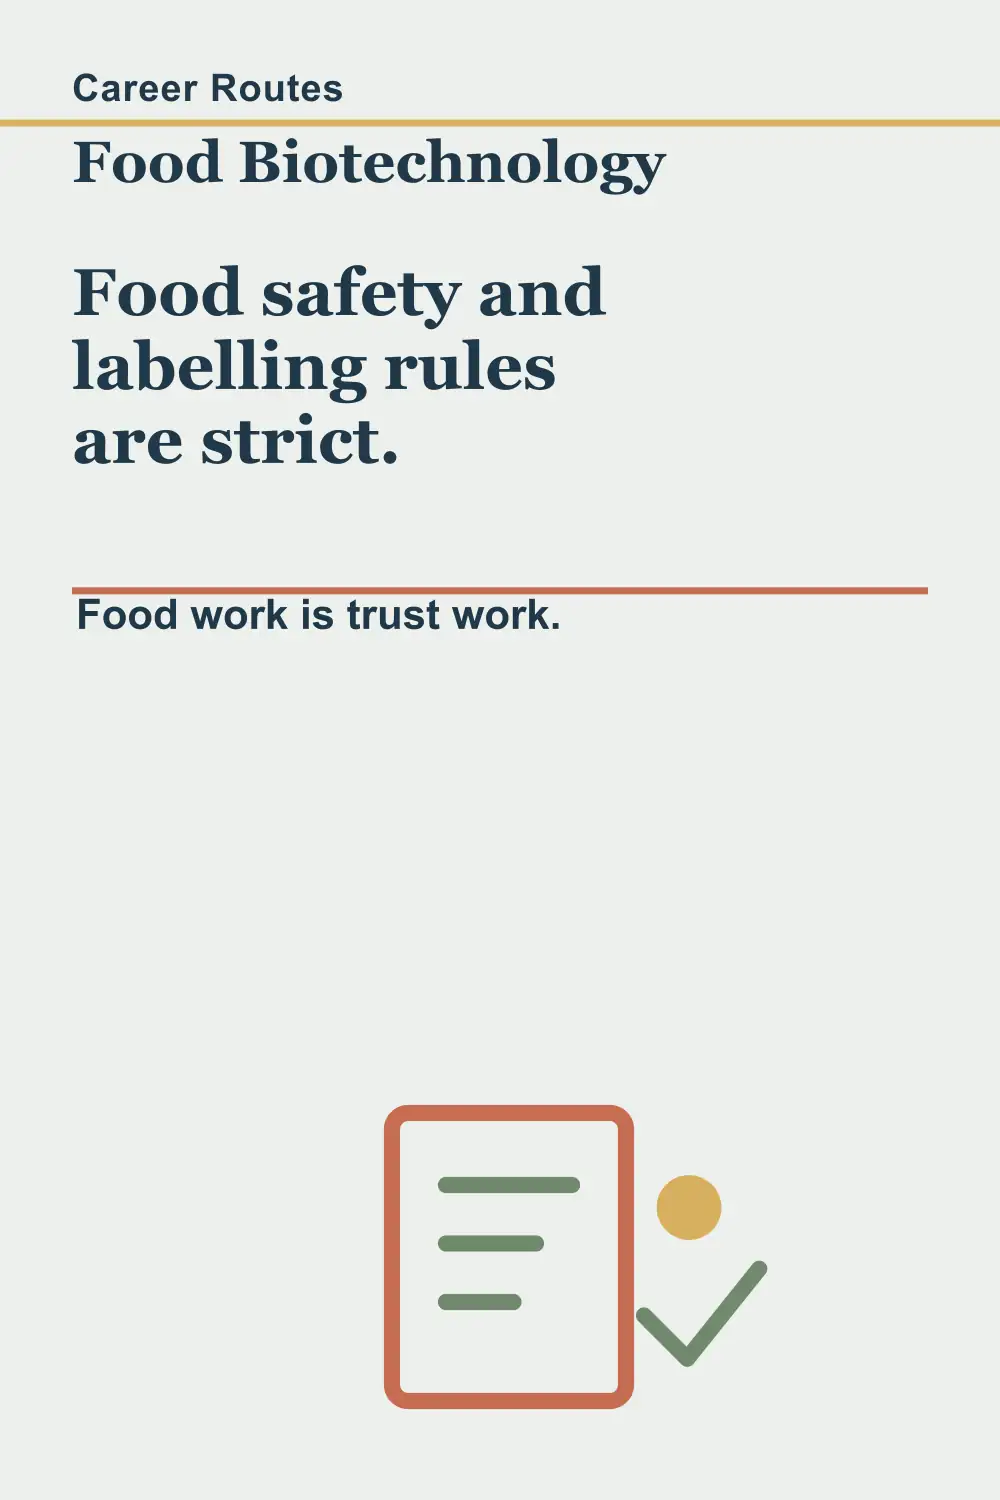 Career Routes
Food Biotechnology
Food safety and
labelling rules
are strict.
Food work is trust work.